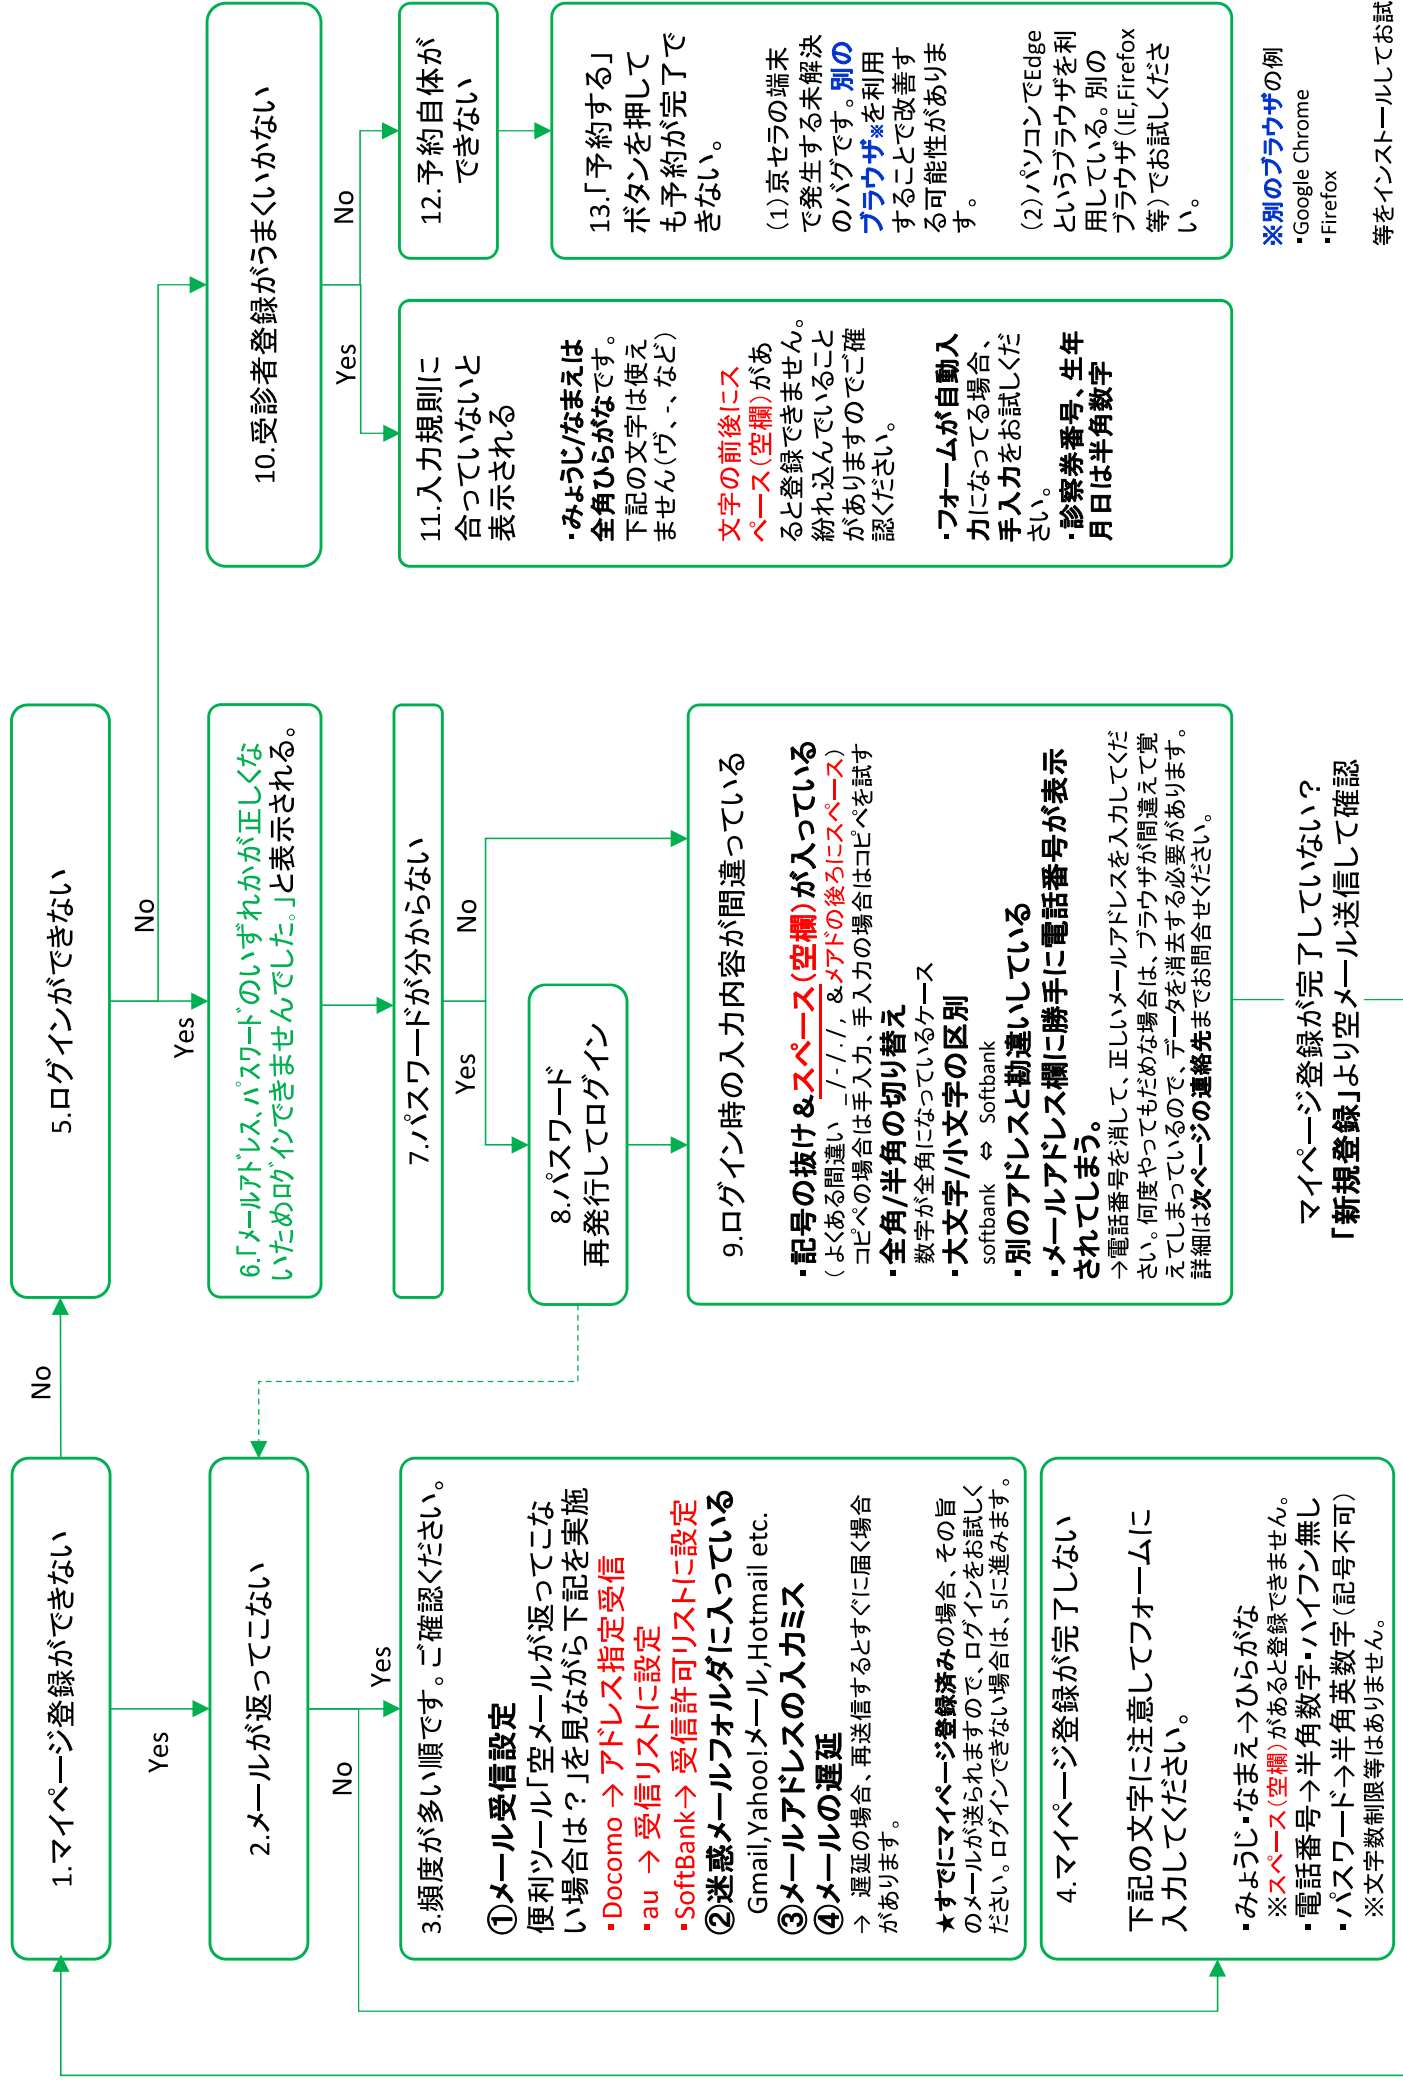 1.マイページ登録ができない
Yes
No
2.メールが返ってこない
Yes
No
3.頻度が多い順です。ご確認ください。
①メール受信設定
便利ツール「空メールが返ってこな
い場合は？」を見ながら下記を実施
・Docomo → アドレス指定受信
・au → 受信リストに設定
・SoftBank→ 受信許可リストに設定
②迷惑メールフォルダに入っている
Gmail,Yahoo!メール,Hotmail etc.
③メールアドレスの入力ミス
④メールの遅延
→ 遅延の場合、再送信するとすぐに届く場合
があります。
★すでにマイページ登録済みの場合、その旨
のメールが送られますので、ログインをお試しく
ださい。ログインできない場合は、5に進みます。
4.マイページ登録が完了しない
下記の文字に注意してフォームに
入力してください。
・みょうじ・なまえ→ひらがな
※スペース（空欄）があると登録できません。
・電話番号→半角数字・ハイフン無し
・パスワード→半角英数字（記号不可）
※文字数制限等はありません。
5.ログインができない
Yes
No
6.「メールアドレス、パスワードのいずれかが正しくな
いためログインできませんでした。」と表示される。
7.パスワードが分からない
Yes
No
8.パスワード
再発行してログイン
9.ログイン時の入力内容が間違っている
・記号の抜け＆スペース（空欄）が入っている
（よくある間違い _ / - / . / , ＆メアドの後ろにスペース）
コピペの場合は手入力、手入力の場合はコピペを試す
・全角/半角の切り替え
数字が全角になっているケース
・大文字/小文字の区別
softbank ⇔ Softbank
・別のアドレスと勘違いしている
・メールアドレス欄に勝手に電話番号が表示
されてしまう。
→電話番号を消して、正しいメールアドレスを入力してくだ
さい。何度やってもだめな場合は、ブラウザが間違えて覚
えてしまっているので、データを消去する必要があります。
詳細は次ページの連絡先までお問合せください。
マイページ登録が完了していない？
「新規登録」より空メール送信して確認
10.受診者登録がうまくいかない
Yes
No
11.入力規則に
合っていないと
表示される
・みょうじ/なまえは
全角ひらがなです。
下記の文字は使え
ません（ヴ、-、など）
文字の前後にス
ペース（空欄）があ
ると登録できません。
紛れ込んでいること
がありますのでご確
認ください。
・フォームが自動入
力になってる場合、
手入力をお試しくだ
さい。
・診察券番号、生年
月日は半角数字
12.予約自体が
できない
13.「予約する」
ボタンを押して
も予約が完了で
きない。
（1）京セラの端末
で発生する未解決
のバグです。別の
ブラウザ※を利用
することで改善す
る可能性がありま
す。
（2）パソコンでEdge
というブラウザを利
用している。別の
ブラウザ（IE,Firefox
等）でお試しくださ
い。
※別のブラウザの例
・Google Chrome
・Firefox
等をインストールしてお試